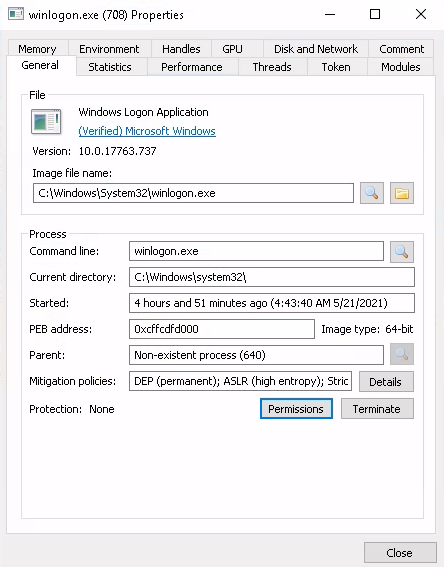 winlogon.exe (708) Properties
Memory Environment Handles GPU Disk and Network Comment
General Statistics Performance Threads Token Modules
File
Windows Logon Application
(Verified) Microsoft Windows
Version: 10.0.17763.737
Image file name:
C:\Windows\System32\winlogon.exe
Process
Command line: winlogon.exe
Current directory: C:\Windows\system32\
Started: 4 hours and 51 minutes ago (4:43:40 AM 5/21/2021)
PEB address: 0xcffcdfd000 Image type: 64-bit
Parent: Non-existent process (640)
Mitigation policies: DEP (permanent); ASLR (high entropy); Stric Details
Protection: None Permissions Terminate
Close